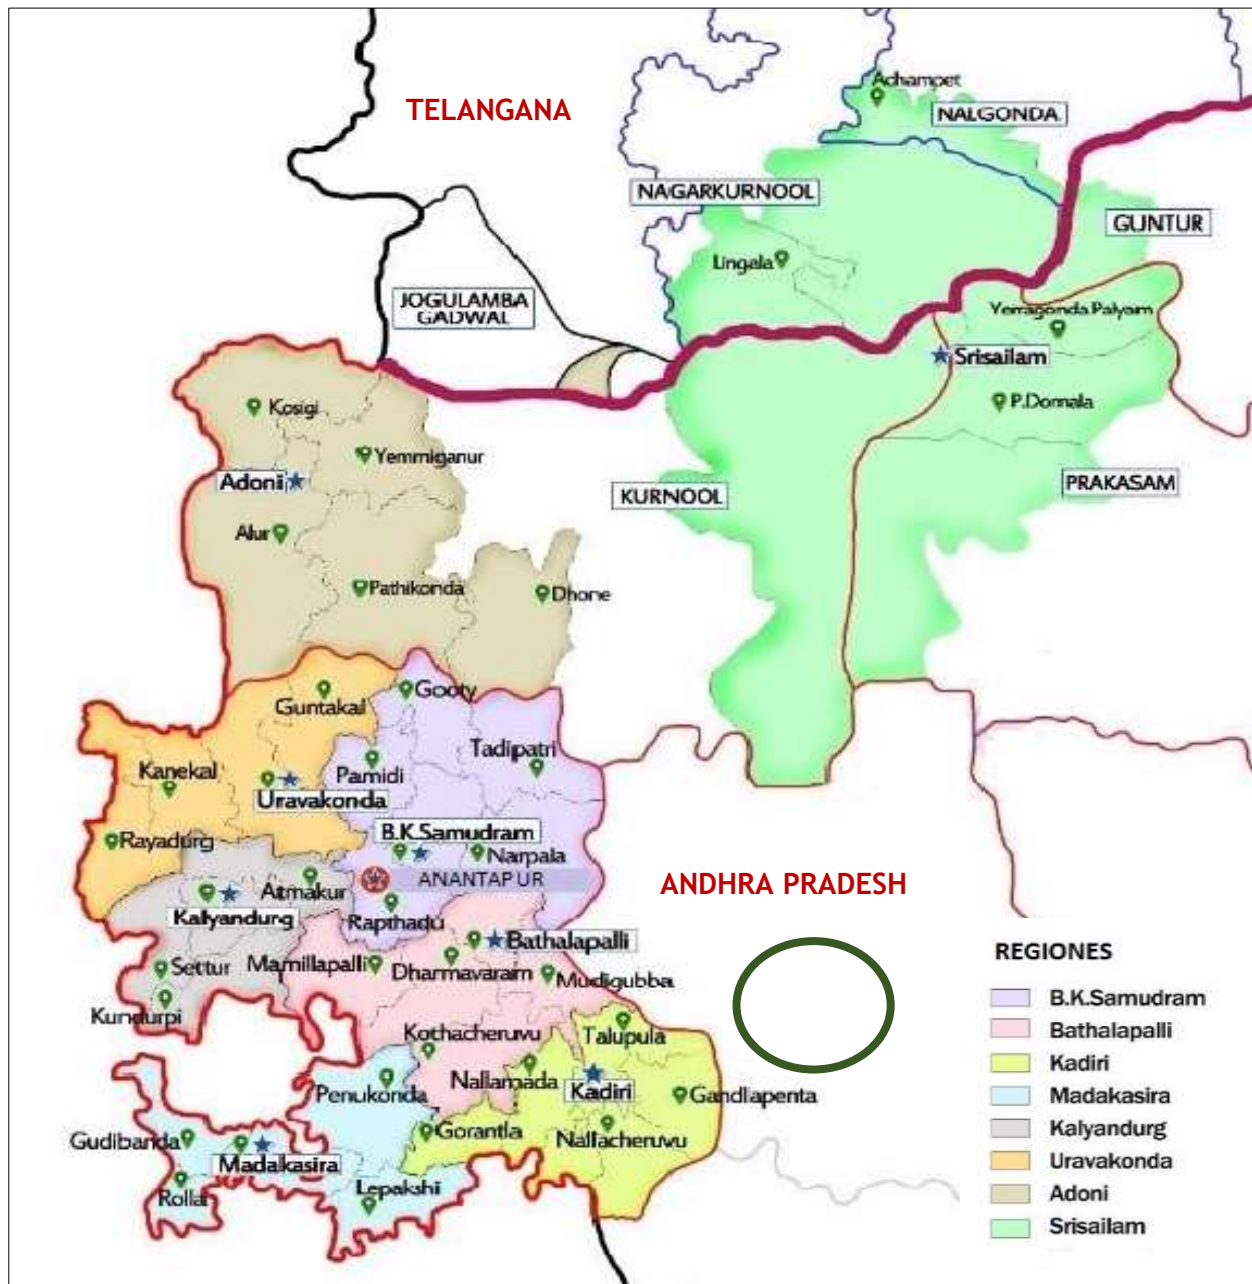 Achampet
TELANGANA
NALGONDA
NAGARKURNOOL
GUNTUR
Lingala
JOGULAMBA
GADWAL
Yerragonda Palyam
Srisailam
Kosigi
P.Dornala
Yemmiganur
Adoni
PRAKASAM
KURNOOL
Alur
Pathikonda
Dhone
Gooty
Guntakal
Tadipatri
Pamidi
Kanekal
Uravakonda
B.K.Samudram
Rayadurg
Narpala
Atmakur
ANANTAPUR
ANDHRA PRADESH
Kalyandurg
Rapthadu
Bathalapalli
REGIONES
Settur
Mamillapalli
Dharmavaram
Mudigubba
B.K.Samudram
Kundurpi
Bathalapalli
Kothacheruvu
Talupula
Kadiri
Penukonda
Nallamada
Kadiri
Gandlapenta
Madakasira
Gudibanda
Gorantla
Nallacheruvu
Kalyandurg
Madakasira
Uravakonda
Rollai
Lepakshi
Adoni
Srisailam